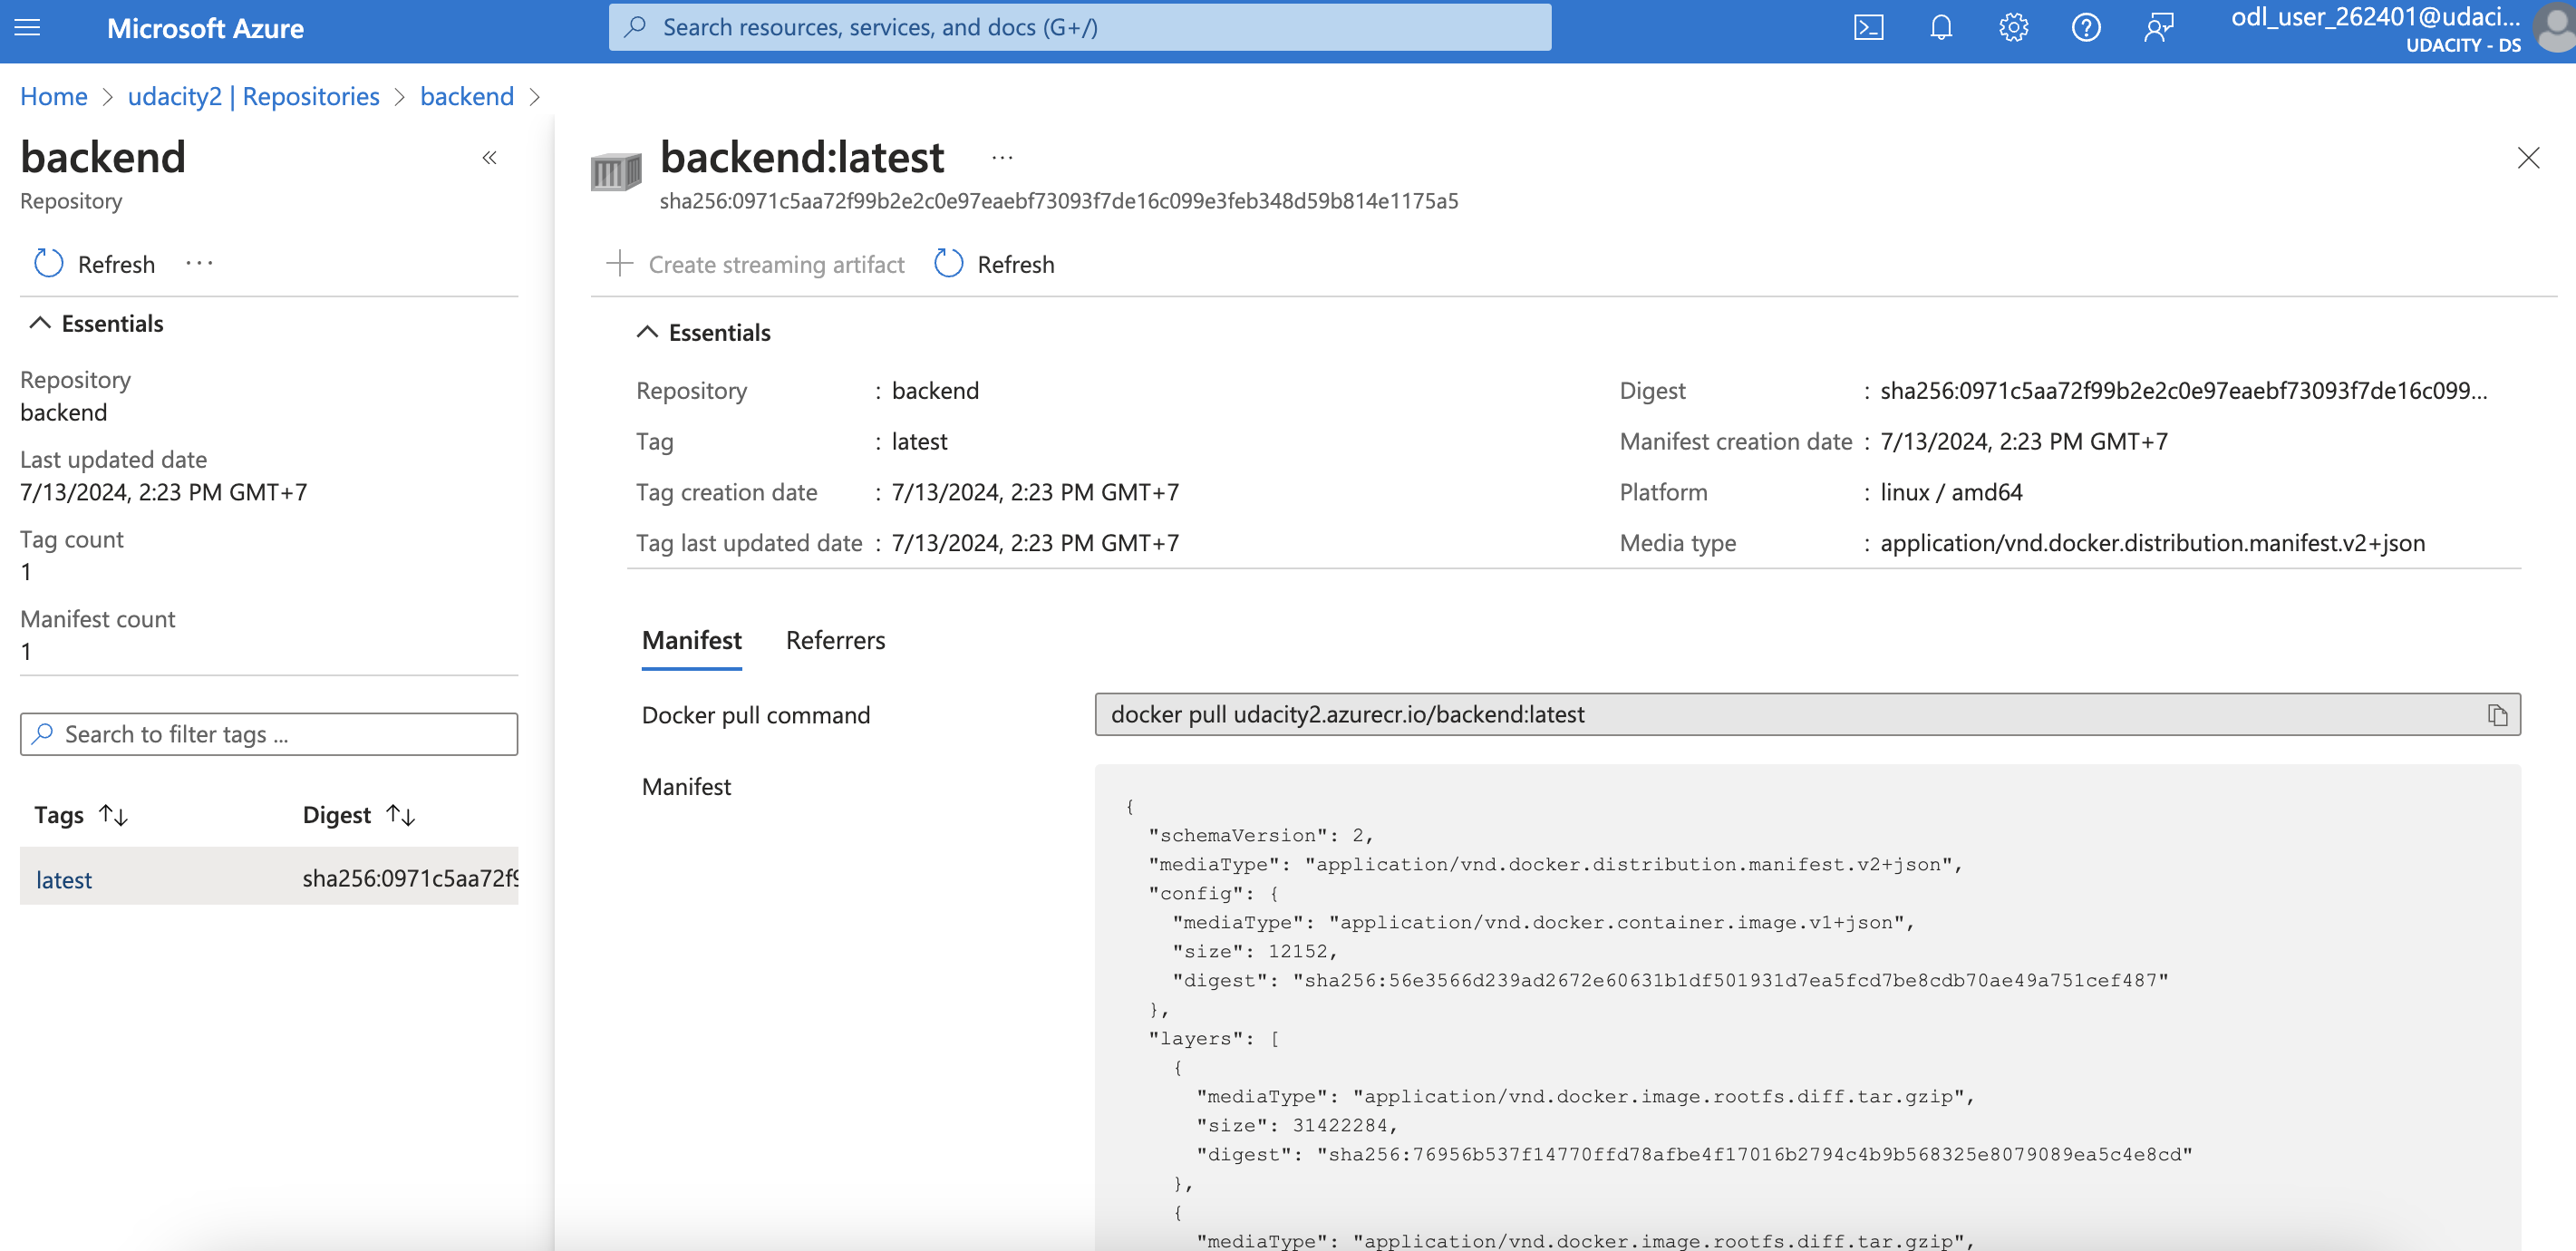 Microsoft Azure
Search resources, services, and docs (G+/)
odl_user_262401@udaci...
UDACITY - DS
Home > udacity2 | Repositories > backend >
backend
Repository
Refresh ...
Essentials
Repository
backend
Last updated date
7/13/2024, 2:23 PM GMT+7
Tag count
1
Manifest count
1
Search to filter tags ...
Tags Digest
latest sha256:0971c5aa72f9
backend:latest ...
sha256:0971c5aa72f99b2e2c0e97eaebf73093f7de16c099e3feb348d59b814e1175a5
Create streaming artifact Refresh
Essentials
Repository : backend
Tag : latest
Tag creation date : 7/13/2024, 2:23 PM GMT+7
Tag last updated date : 7/13/2024, 2:23 PM GMT+7
Digest : sha256:0971c5aa72f99b2e2c0e97eaebf73093f7de16c099...
Manifest creation date : 7/13/2024, 2:23 PM GMT+7
Platform : linux / amd64
Media type : application/vnd.docker.distribution.manifest.v2+json
Manifest Referrers
Docker pull command
docker pull udacity2.azurecr.io/backend:latest
Manifest
{
"schemaVersion": 2,
"mediaType": "application/vnd.docker.distribution.manifest.v2+json",
"config": {
"mediaType": "application/vnd.docker.container.image.v1+json",
"size": 12152,
"digest": "sha256:56e3566d239ad2672e60631b1df501931d7ea5fcd7be8cdb70ae49a751cef487"
},
"layers": [
{
"mediaType": "application/vnd.docker.image.rootfs.diff.tar.gzip",
"size": 31422284,
"digest": "sha256:76956b537f14770ffd78afbe4f17016b2794c4b9b568325e8079089ea5c4e8cd"
},
{
"mediaType": "application/vnd.docker.image.rootfs.diff.tar.gzip",